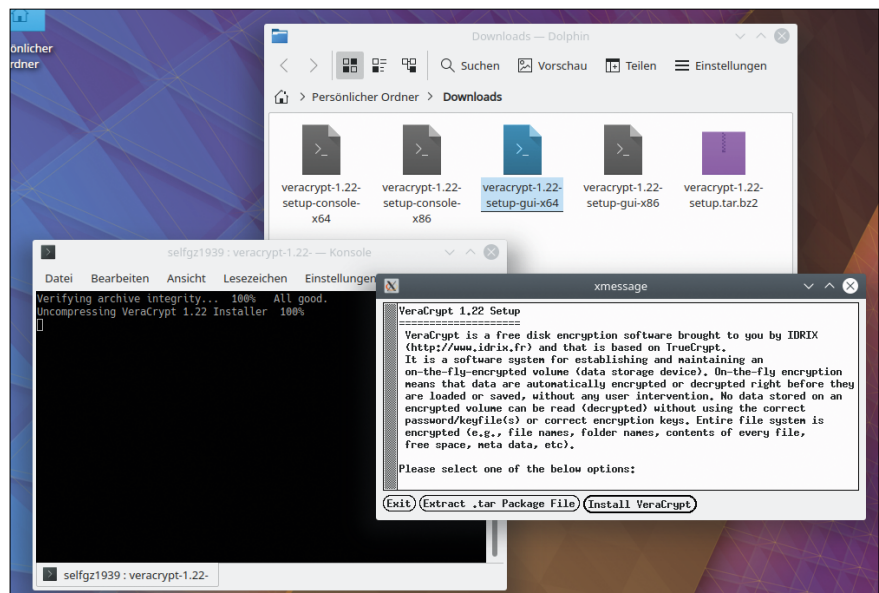 önlicher
rdner
Downloads — Dolphin
Suchen Vorschau Teilen Einstellungen
Persönlicher Ordner > Downloads
veracrypt-1.22-
setup-console-
x64
veracrypt-1.22-
setup-console-
x86
veracrypt-1.22-
setup-gui-x64
veracrypt-1.22-
setup-gui-x86
veracrypt-1.22-
setup.tar.bz2
selfgz1939 : veracrypt-1.22- — Konsole
Datei Bearbeiten Ansicht Lesezeichen Einstellungen
Verifying archive integrity... 100% All good.
Uncompressing VeraCrypt 1.22 Installer 100%
selfgz1939 : veracrypt-1.22-
xmessage
VeraCrypt 1.22 Setup
====================
VeraCrypt is a free disk encryption software brought to you by IDRIX
(http://www.idrix.fr) and that is based on TrueCrypt.
It is a software system for establishing and maintaining an
on-the-fly-encrypted volume (data storage device). On-the-fly encryption
means that data are automatically encrypted or decrypted right before they
are loaded or saved, without any user intervention. No data stored on an
encrypted volume can be read (decrypted) without using the correct
password/keyfile(s) or correct encryption keys. Entire file system is
encrypted (e.g., file names, folder names, contents of every file,
free space, meta data, etc).
Please select one of the below options:
Exit Extract .tar Package File Install VeraCrypt